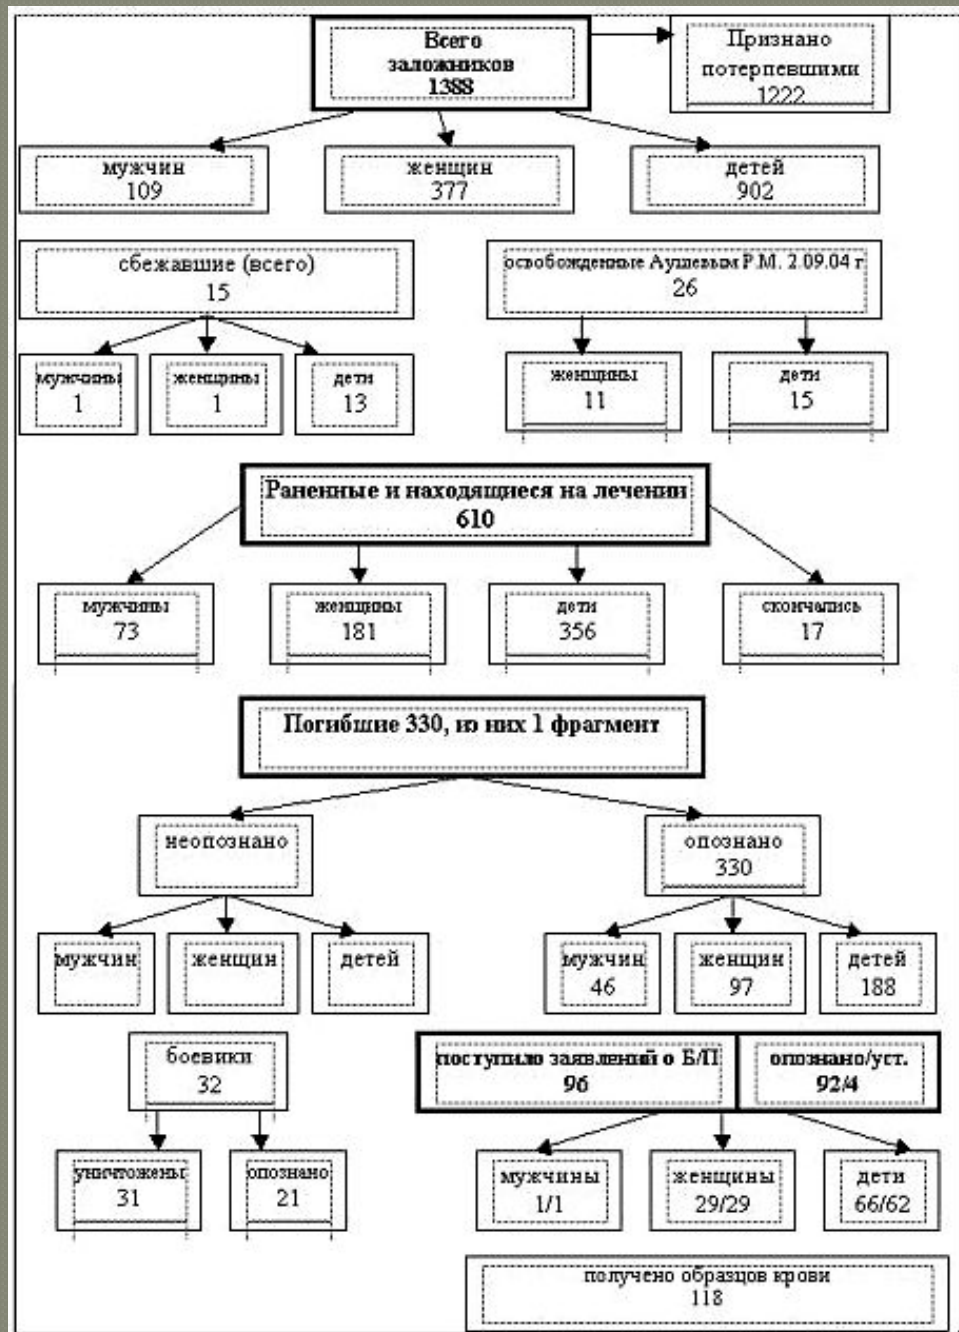 Всего
заложников
1388
Признано
потерпевшими
1222
мужчин
109
женщин
377
детей
902
сбежавшие (всего)
15
освобожденные Аушевым Р.М. 2.09.04 г
26
мужчины
1
женщины
1
дети
13
женщины
11
дети
15
Раненные и находящиеся на лечении
610
мужчины
73
женщины
181
дети
356
скончались
17
Погибшие 330, из них 1 фрагмент
неопознано
опознано
330
мужчин
женщин
детей
мужчин
46
женщин
97
детей
188
боевики
32
поступило заявлений о Б/П
96
опознано/уст.
92/4
уничтожены
31
опознано
21
мужчины
1/1
женщины
29/29
дети
66/62
получено образцов крови
118